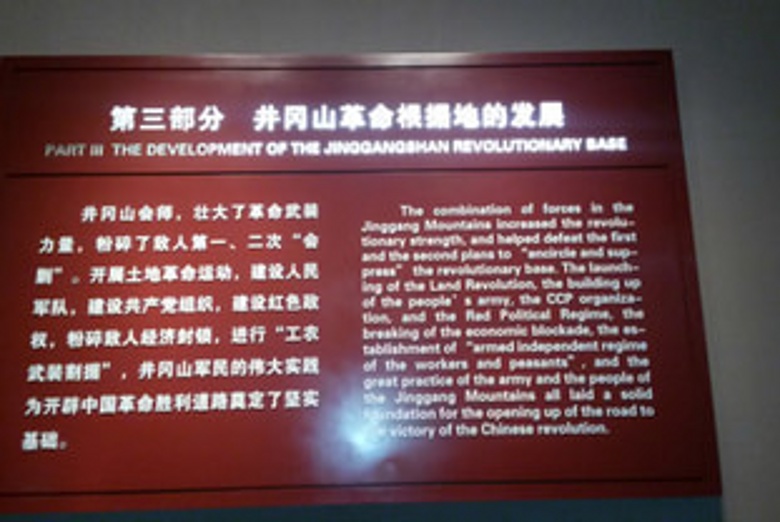 第三部分 井冈山革命根据地的发展
PART III THE DEVELOPMENT OF THE JINGGANGSHAN REVOLUTIONARY BASE
井冈山会师，壮大了革命武装
力量，粉碎了敌人第一、二次“会
剿”。开展土地革命运动，建设人民
军队，建设共产党组织，建设红色政
权，粉碎敌人经济封锁，进行“工农
武装割据”，井冈山军民的伟大实践
为开辟中国革命胜利道路奠定了坚实
基础。
The combination of forces in the
Jinggang Mountains increased the revolu-
tionary strength, and helped defeat the first
and the second plans to “encircle and sup-
press” the revolutionary base. The launch-
ing of the Land Revolution, the building up
of the people's army, the CCP organiza-
tion, and the Red Political Regime, the
breaking of the economic blockade, the es-
tablishment of “armed independent regime
of the workers and peasants”, and the
great practice of the army and the people of
the Jinggang Mountains all laid a solid
foundation for the opening up of the road to
victory of the Chinese revolution.